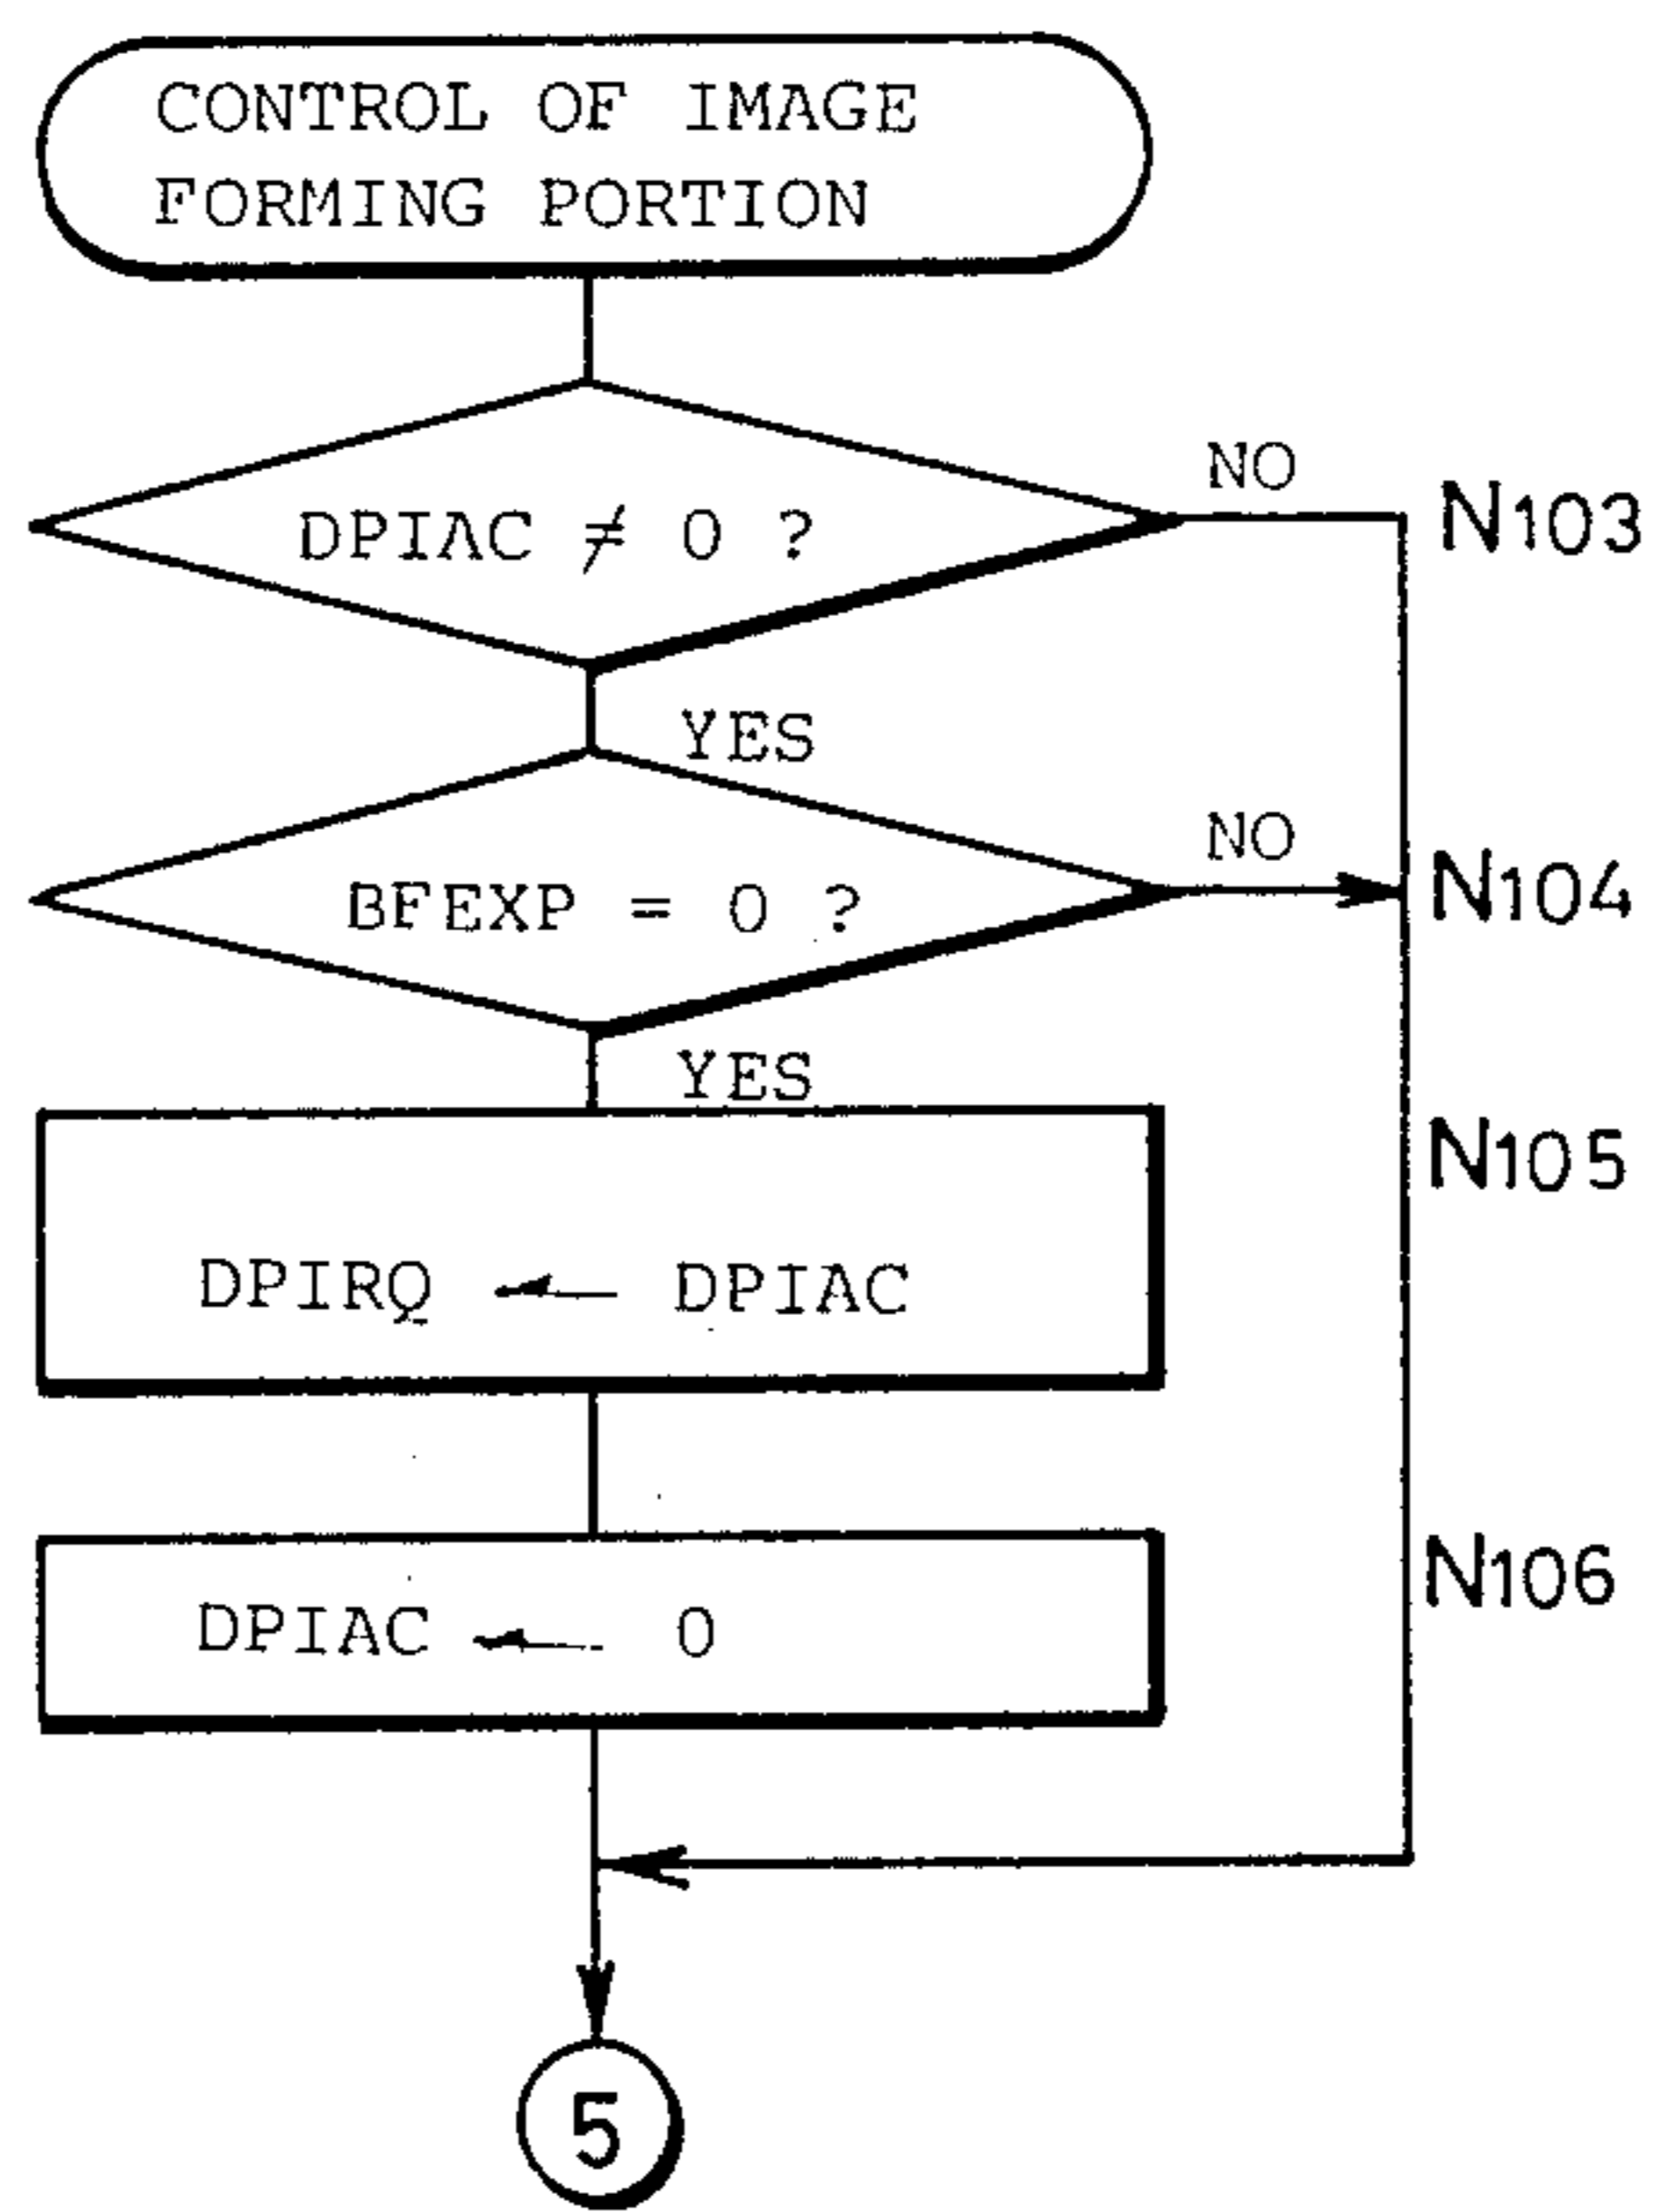 CONTROL OF IMAGE
FORMING PORTION
NO
N103
DPIAC ≠ 0 ?
YES
NO
N104
BFEXP = 0 ?
YES
N105
DPIRQ ← DPIAC
N106
DPIAC ← 0
5